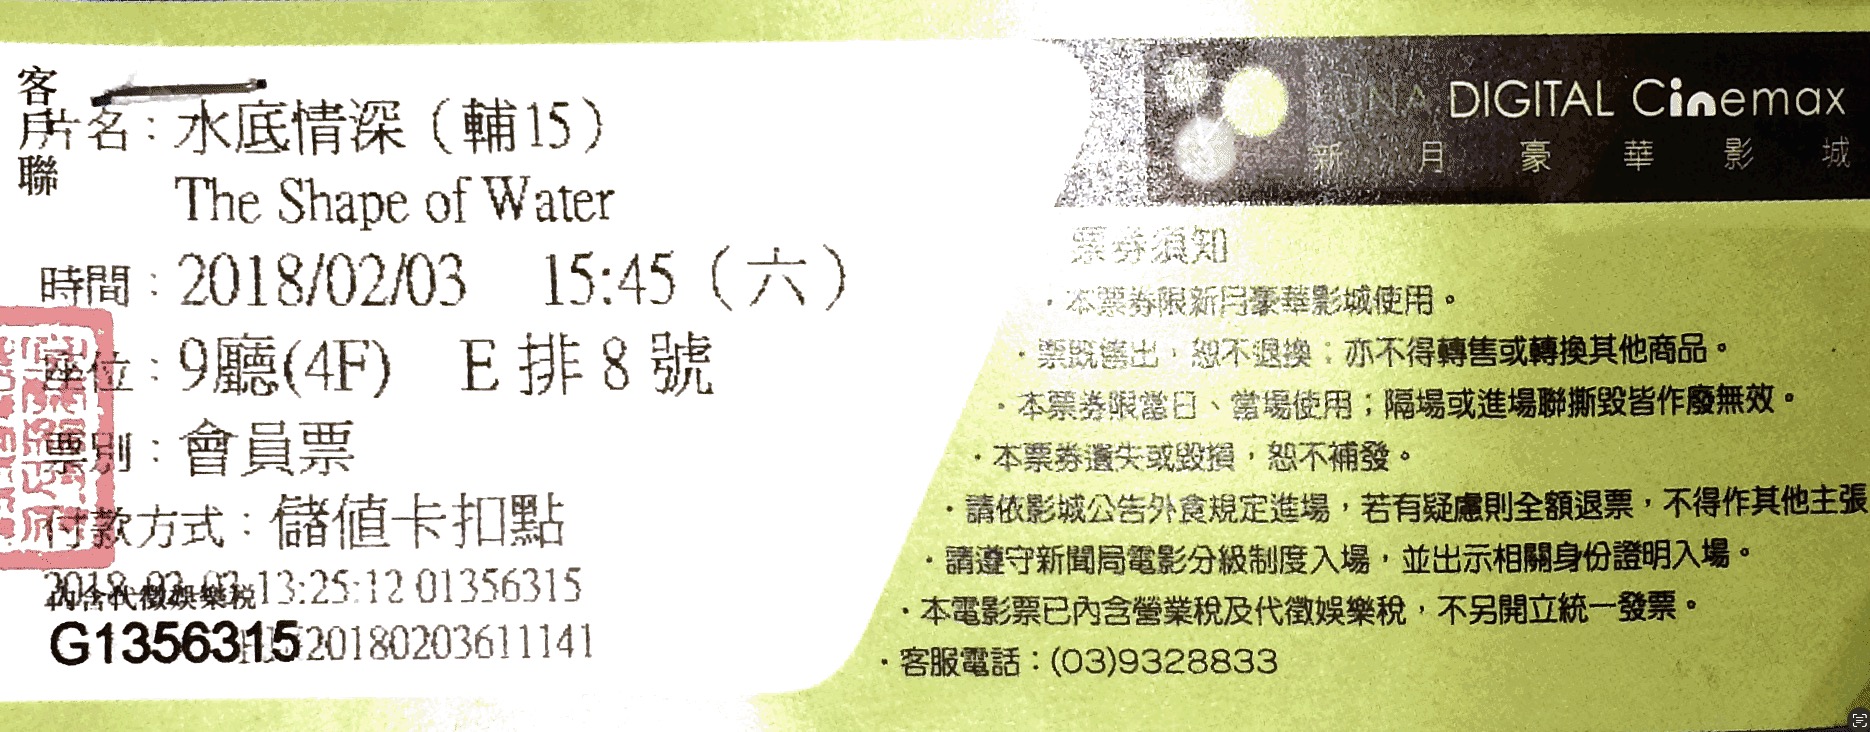 客戶聯
片名：水底情深（輔15）
The Shape of Water
時間：2018/02/03 15:45（六）
座位：9廳(4F) E排8號
票別：會員票
付款方式：儲值卡扣點
2018-02-03 13:25:12 01356315
內含代徵娛樂稅
G1356315
20180203611141
LUNA DIGITAL Cinemax
新月豪華影城
票券須知
・本票券限新月豪華影城使用。
・票既售出，恕不退換；亦不得轉售或轉換其他商品。
・本票券限當日、當場使用；隔場或進場聯撕毀皆作廢無效。
・本票券遺失或毀損，恕不補發。
・請依影城公告外食規定進場，若有疑慮則全額退票，不得作其他主張
・請遵守新聞局電影分級制度入場，並出示相關身份證明入場。
・本電影票已內含營業稅及代徵娛樂稅，不另開立統一發票。
・客服電話：(03)9328833